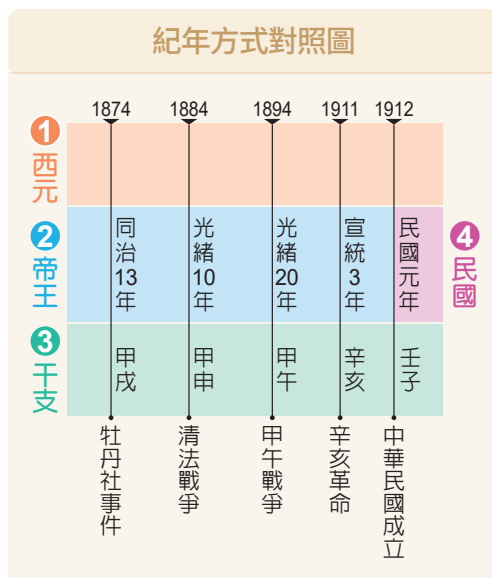 紀年方式對照圖
1874 1884 1894 1911 1912
1 西元
2 帝王
同治13年
光緒10年
光緒20年
宣統3年
民國元年
4 民國
3 干支
甲戌
甲申
甲午
辛亥
壬子
牡丹社事件
清法戰爭
甲午戰爭
辛亥革命
中華民國成立